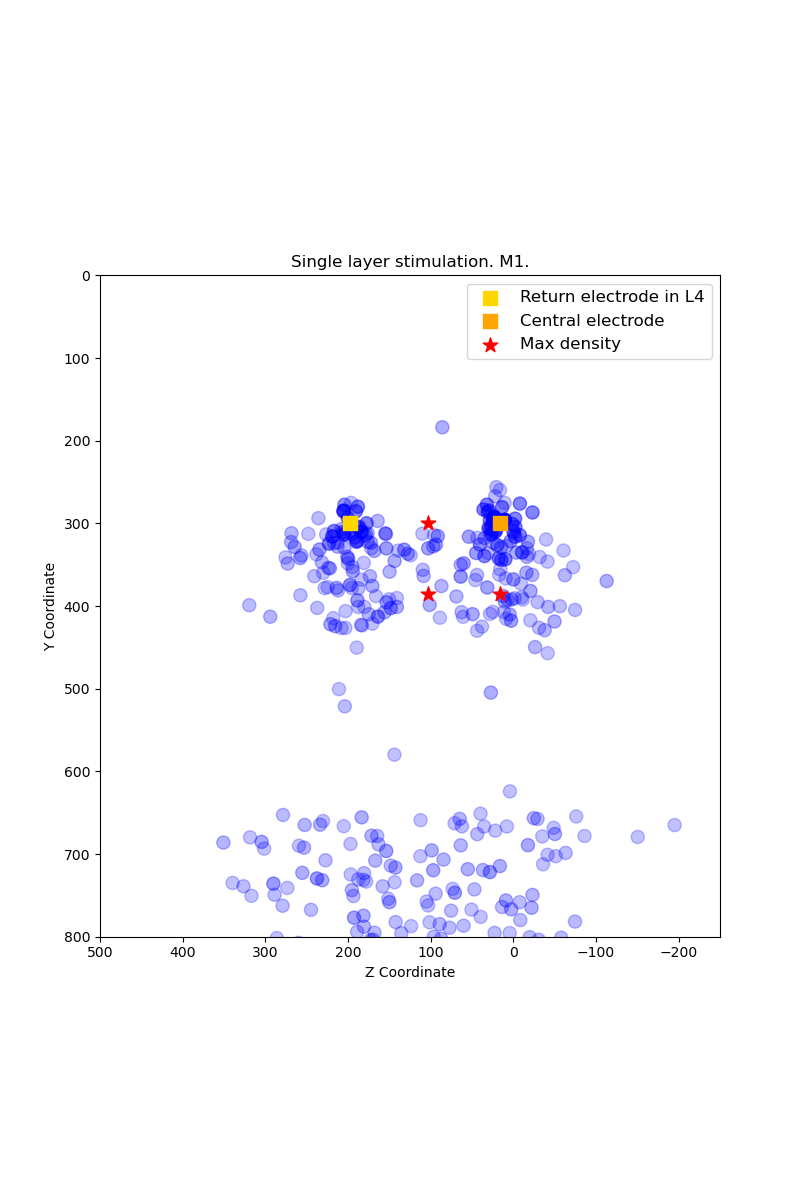 Single layer stimulation. M1.
Return electrode in L4
Central electrode
Max density
0
100
200
300
400
500
600
700
800
Y Coordinate
500 400 300 200 100 0 −100 −200
Z Coordinate